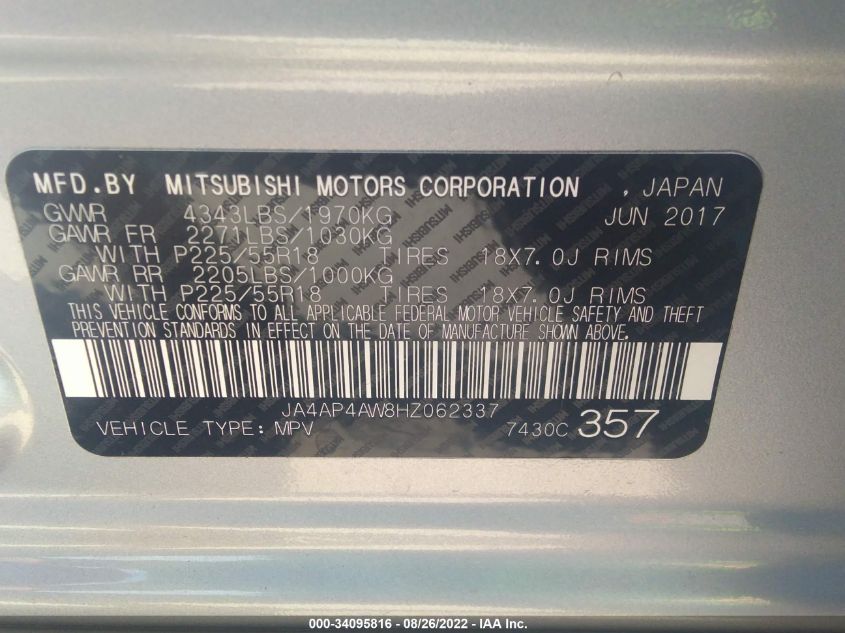 MFD.BY MITSUBISHI MOTORS CORPORATION , JAPAN
GVWR 4343LBS/1970KG JUN 2017
GAWR FR 2271LBS/1030KG
WITH P225/55R18 TIRES 18X7.0J RIMS
GAWR RR 2205LBS/1000KG
WITH P225/55R18 TIRES 18X7.0J RIMS
THIS VEHICLE CONFORMS TO ALL APPLICABLE FEDERAL MOTOR VEHICLE SAFETY AND THEFT
PREVENTION STANDARDS IN EFFECT ON THE DATE OF MANUFACTURE SHOWN ABOVE.
JA4AP4AW8HZ062337
VEHICLE TYPE: MPV 7430C 357
000-34095816 - 08/26/2022 - IAA Inc.